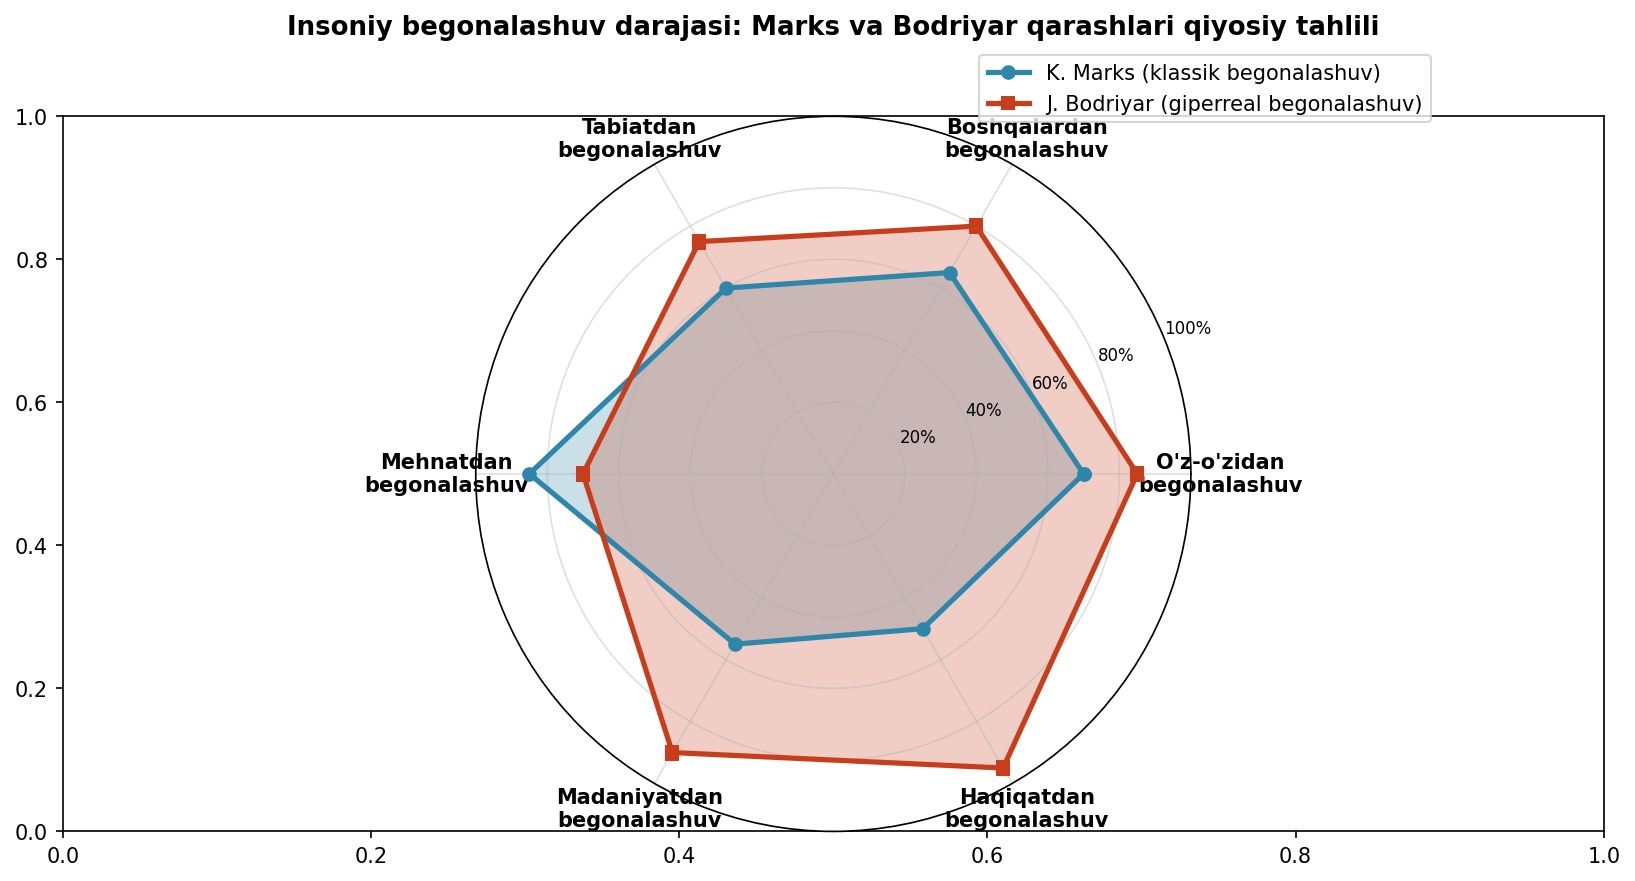 Insoniy begonalashuv darajasi: Marks va Bodriyar qarashlari qiyosiy tahlili
K. Marks (klassik begonalashuv)
J. Bodriyar (giperreal begonalashuv)
Tabiatdan
begonalashuv
Boshqalardan
begonalashuv
Mehnatdan
begonalashuv
O'z-o'zidan
begonalashuv
Madaniyatdan
begonalashuv
Haqiqatdan
begonalashuv
100%
80%
60%
40%
20%
1.0
0.8
0.6
0.4
0.2
0.0
0.0
0.2
0.4
0.6
0.8
1.0